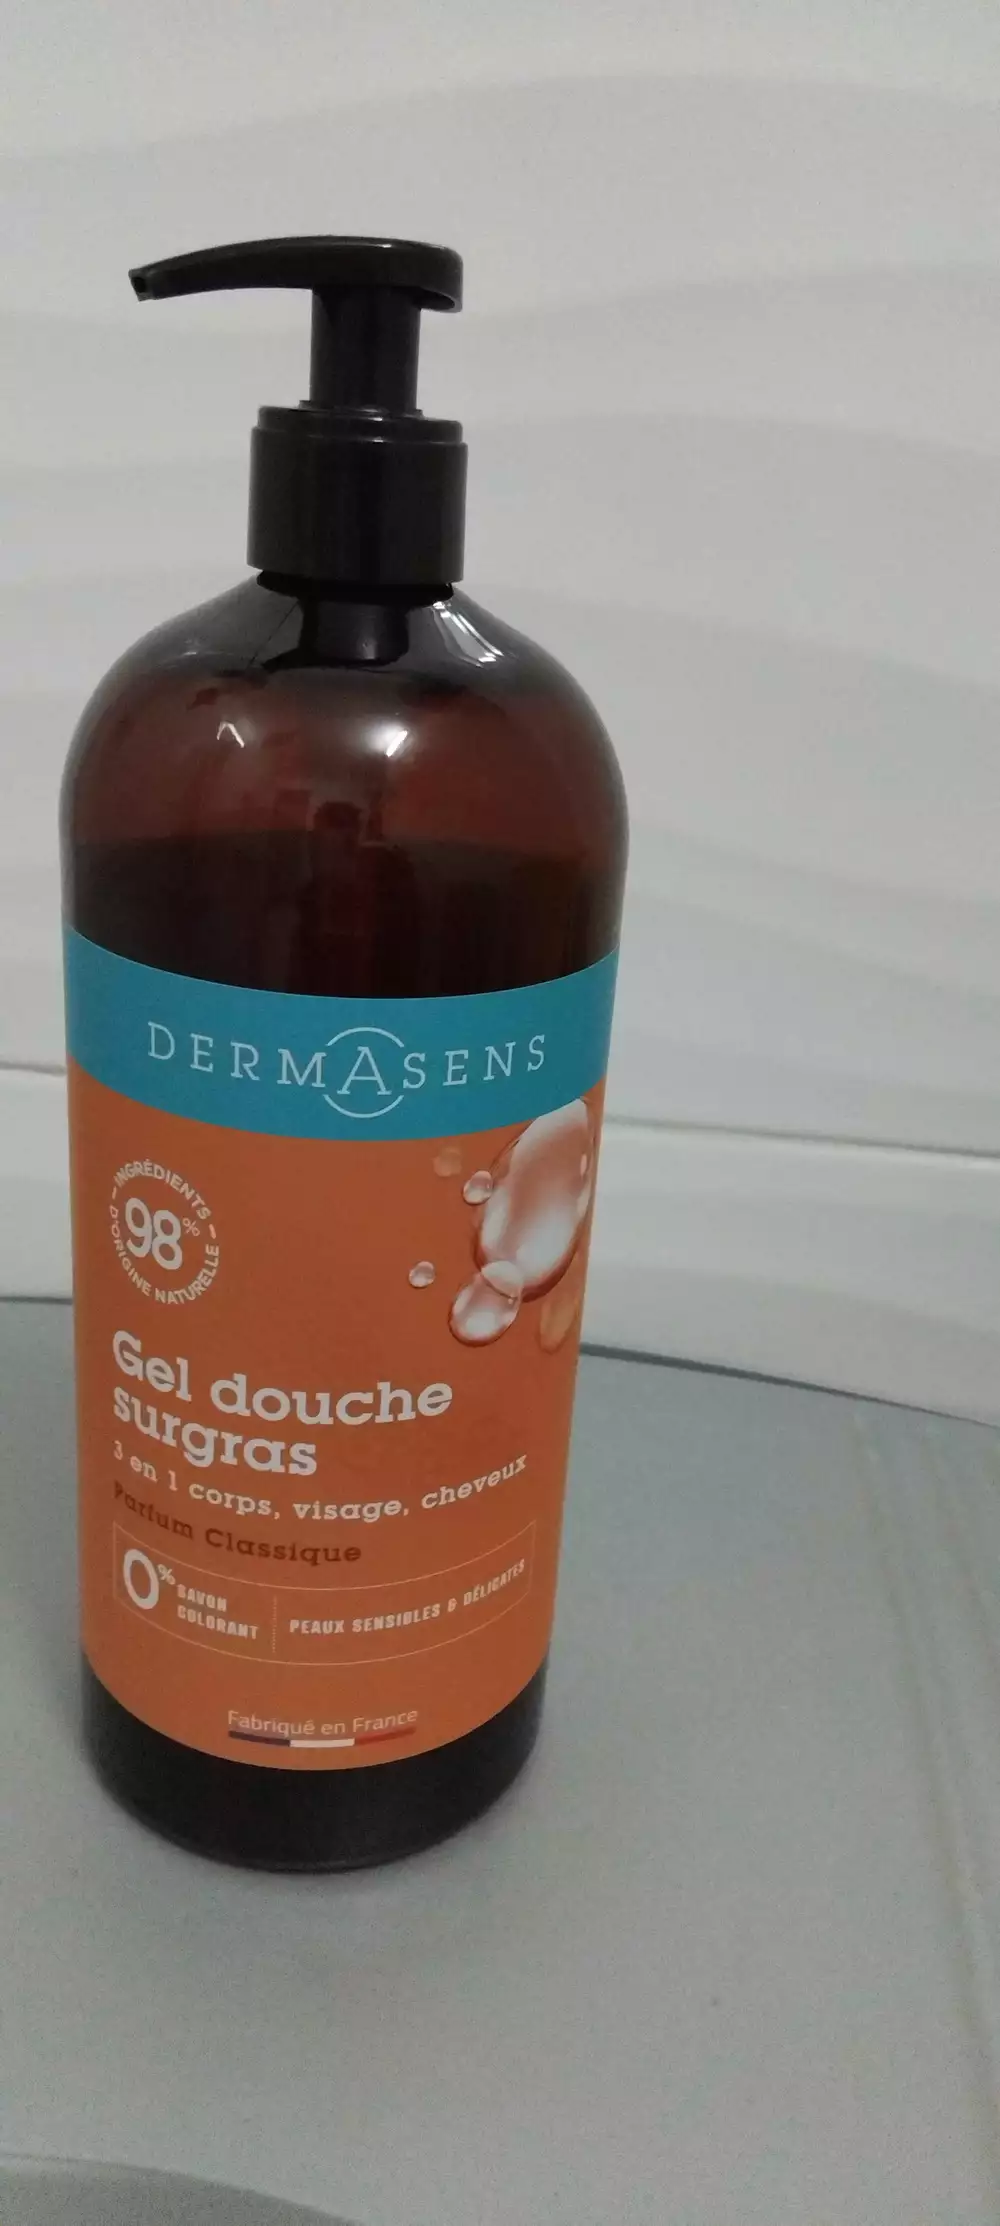 DERMASENS
INGRÉDIENTS
98%
D'ORIGINE NATURELLE
Gel douche
surgras
3 en 1 corps, visage, cheveux
Parfum Classique
0% SAVON
COLORANT
PEAUX SENSIBLES & DÉLICATES
Fabriqué en France